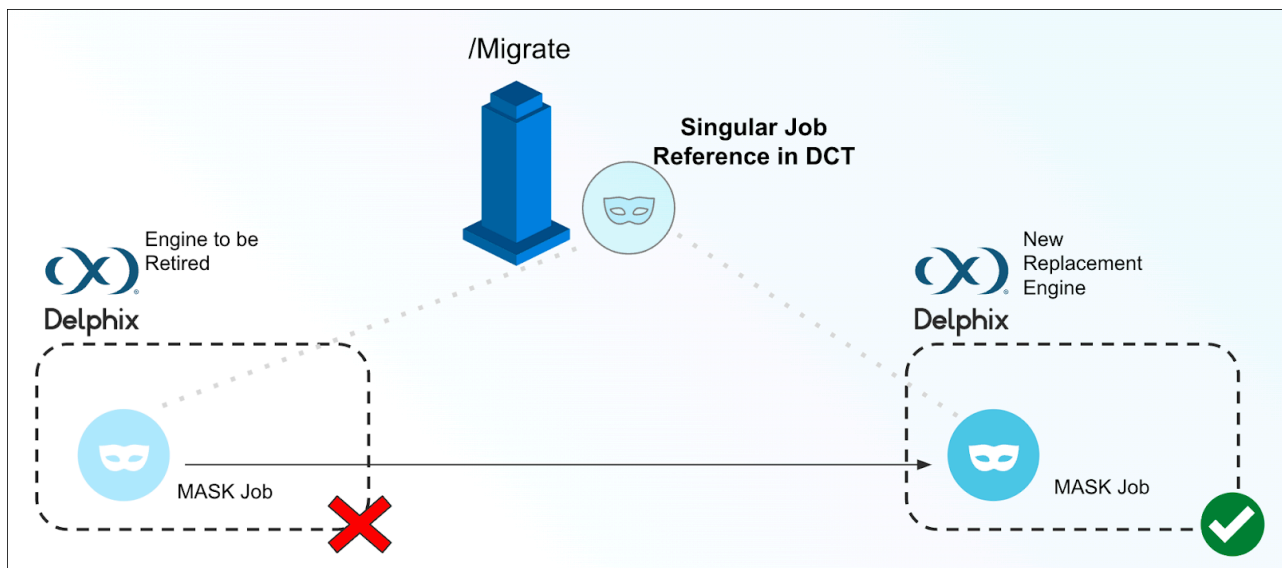 /Migrate
Singular Job
Reference in DCT
Engine to be
Retired
Delphix
MASK Job
New
Replacement
Engine
Delphix
MASK Job